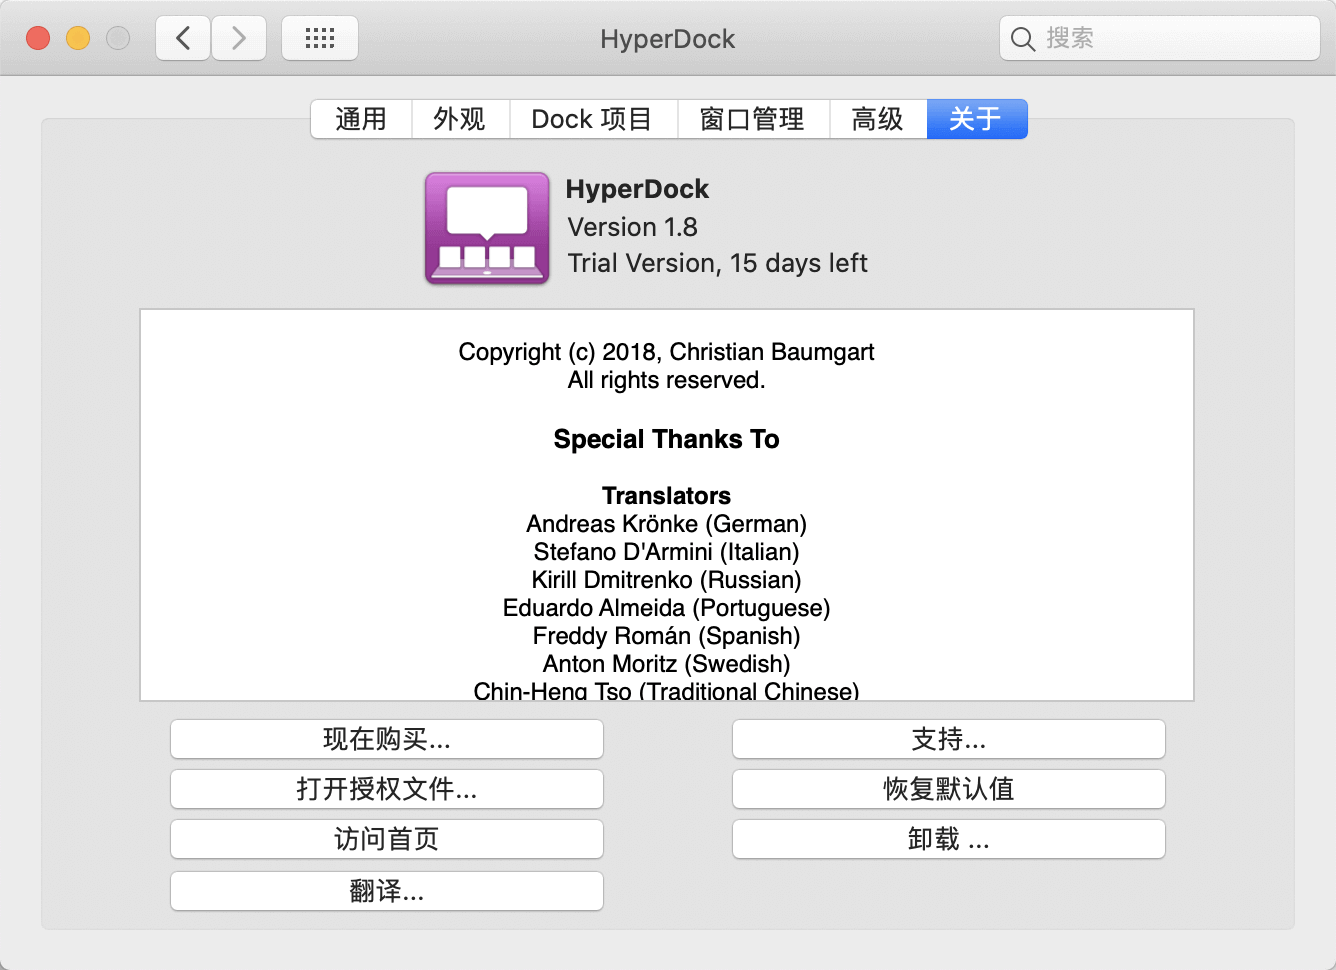 HyperDock
搜索
通用
外观
Dock 项目
窗口管理
高级
关于
HyperDock
Version 1.8
Trial Version, 15 days left
Copyright (c) 2018, Christian Baumgart
All rights reserved.
Special Thanks To
Translators
Andreas Krönke (German)
Stefano D'Armini (Italian)
Kirill Dmitrenko (Russian)
Eduardo Almeida (Portuguese)
Freddy Román (Spanish)
Anton Moritz (Swedish)
Chin-Heng Tso (Traditional Chinese)
现在购买...
支持...
打开授权文件...
恢复默认值
访问首页
卸载 ...
翻译...